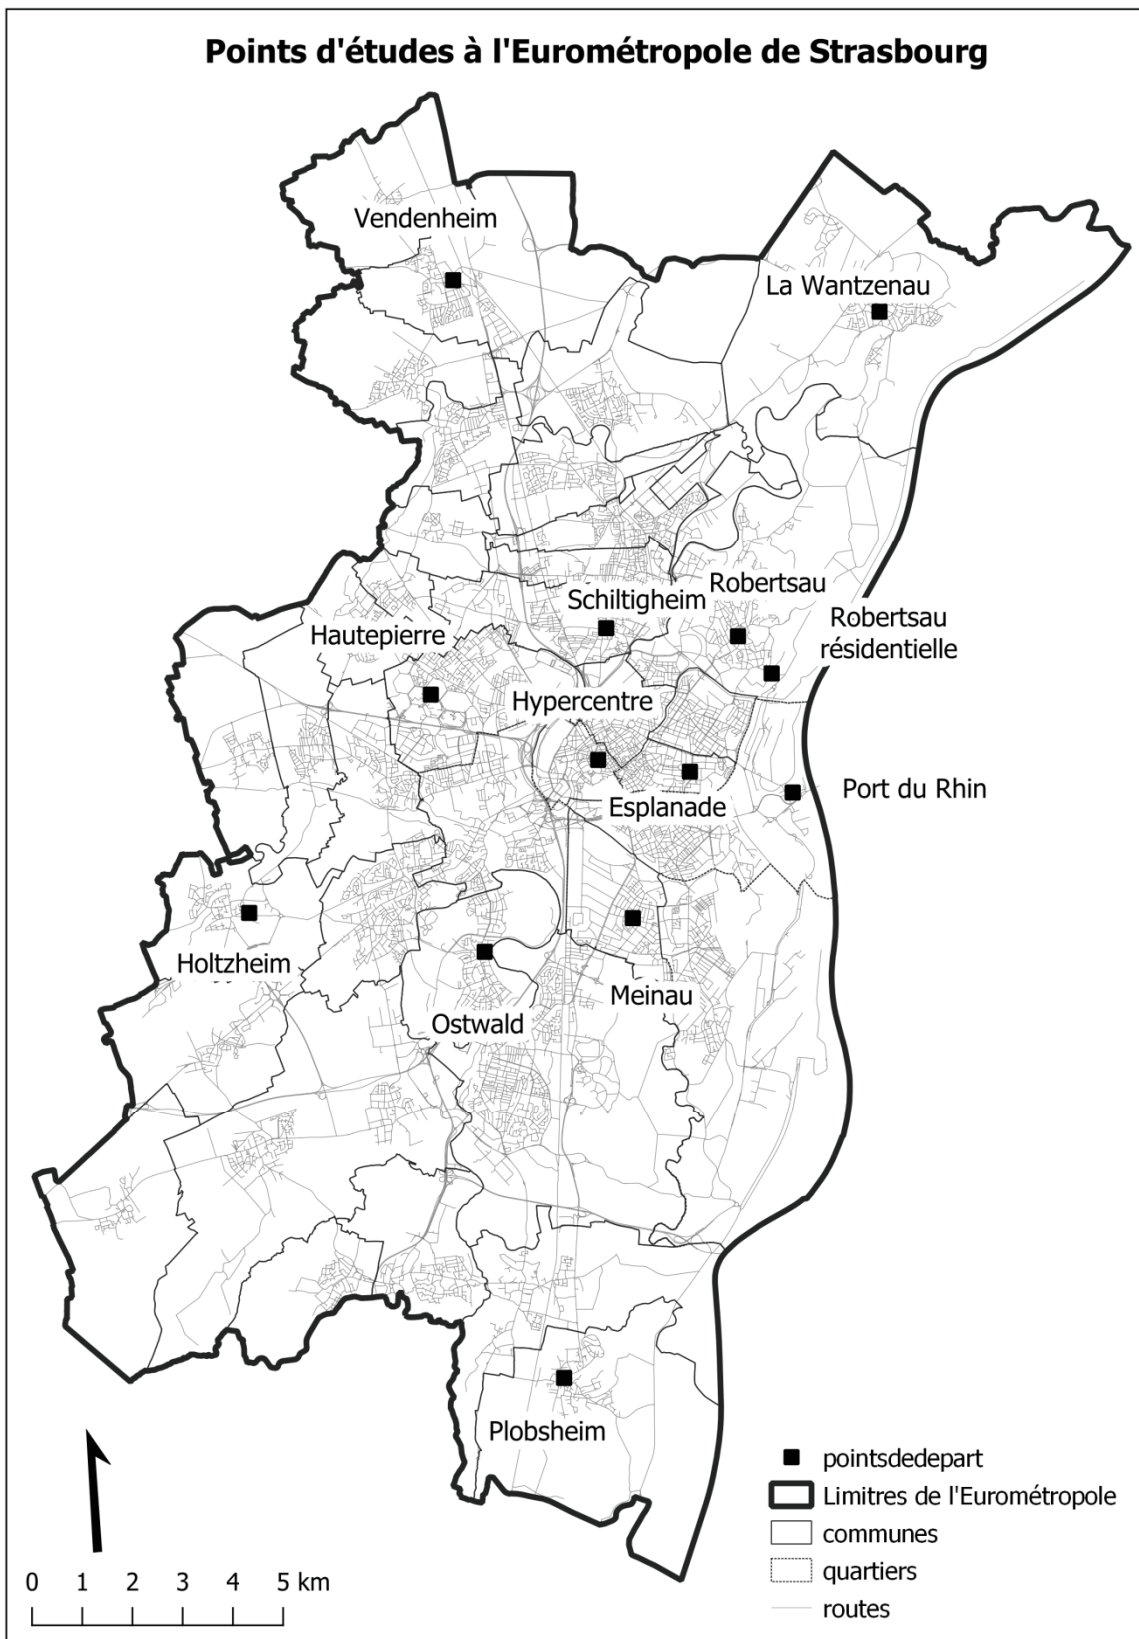 Points d'études à l'Eurométropole de Strasbourg
Vendenheim
La Wantzenau
Robertsau
Schiltigheim
Robertsau
résidentielle
Hautepierre
Hypercentre
Port du Rhin
Esplanade
Holtzheim
Meinau
Ostwald
Plobsheim
pointsdedepart
Limitres de l'Eurométropole
communes
quartiers
routes
0 1 2 3 4 5 km